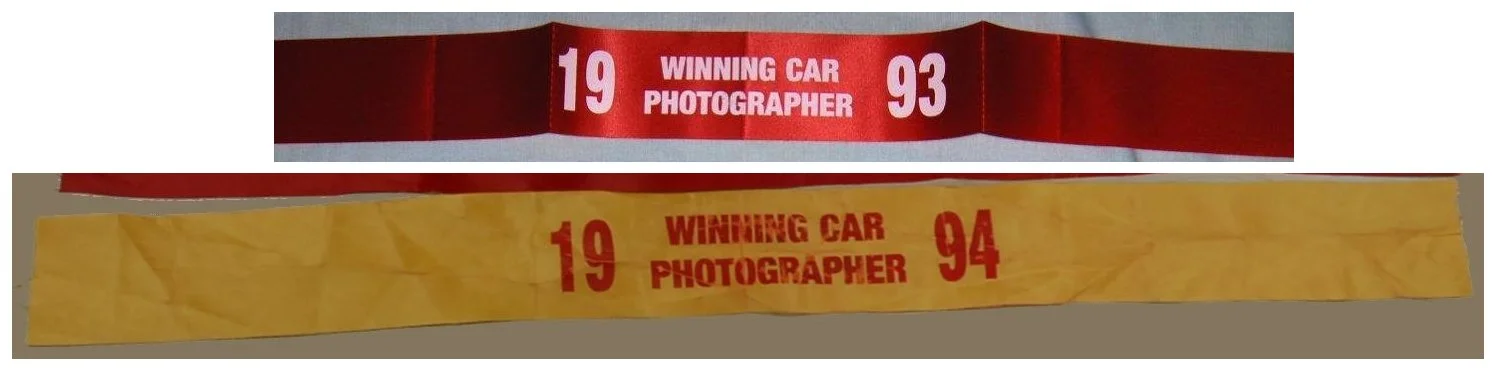 19 WINNING CAR 93
PHOTOGRAPHER
19 WINNING CAR 94
PHOTOGRAPHER